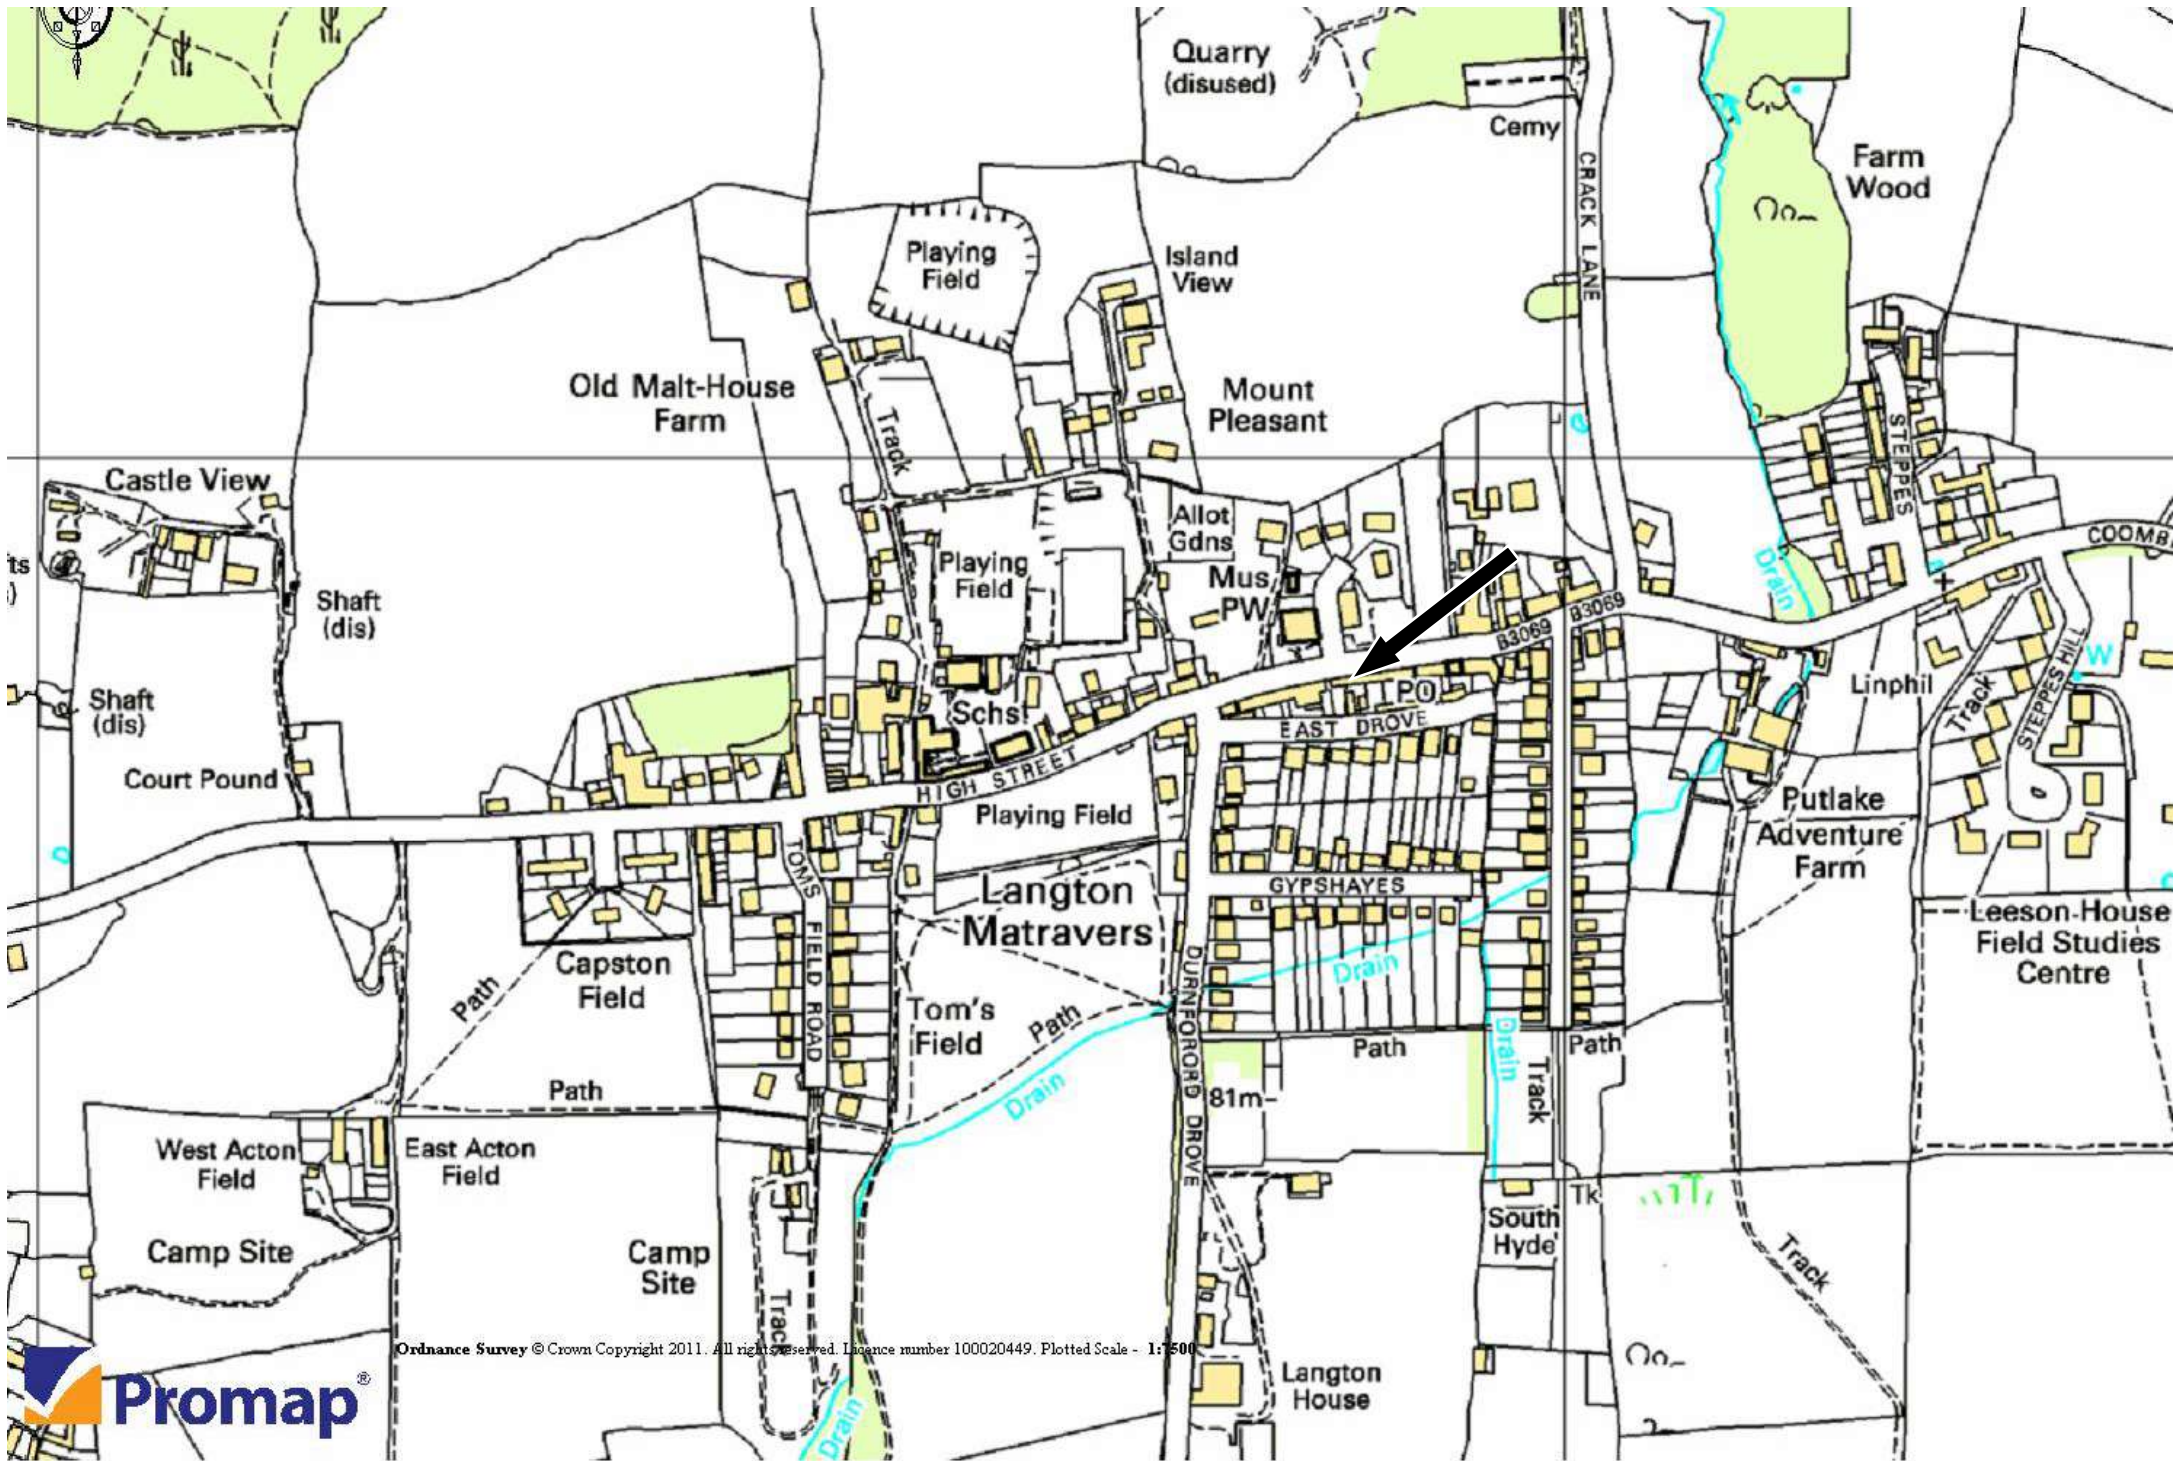 Quarry
(disused)
Cemy
CRACK LANE
Farm
Wood
Playing
Field
Island
View
Old Malt-House
Farm
Track
Mount
Pleasant
STEPPES
Castle View
Allot
Gdns
COOMB
ts
)
Shaft
(dis)
Playing
Field
Mus
PW
B3069
B3069
Drain
Shaft
(dis)
Schs
PO
Linphil
Track
STEPPES HILL
W
EAST DROVE
Court Pound
HIGH STREET
Playing Field
Putlake
Adventure
Farm
TOMS FIELD ROAD
Langton
Matravers
GYPSHAYES
Leeson House
Field Studies
Centre
Capston
Field
Path
Drain
Tom's
Field
Path
DURNFORORD DROVE
Drain
Path
Path
Path
Drain
81m
Track
West Acton
Field
East Acton
Field
Tk
South
Hyde
Camp Site
Camp
Site
Track
Track
Ordnance Survey © Crown Copyright 2011. All rights reserved. Licence number 100020449. Plotted Scale - 1:7500
Langton
House
Promap®
Drain